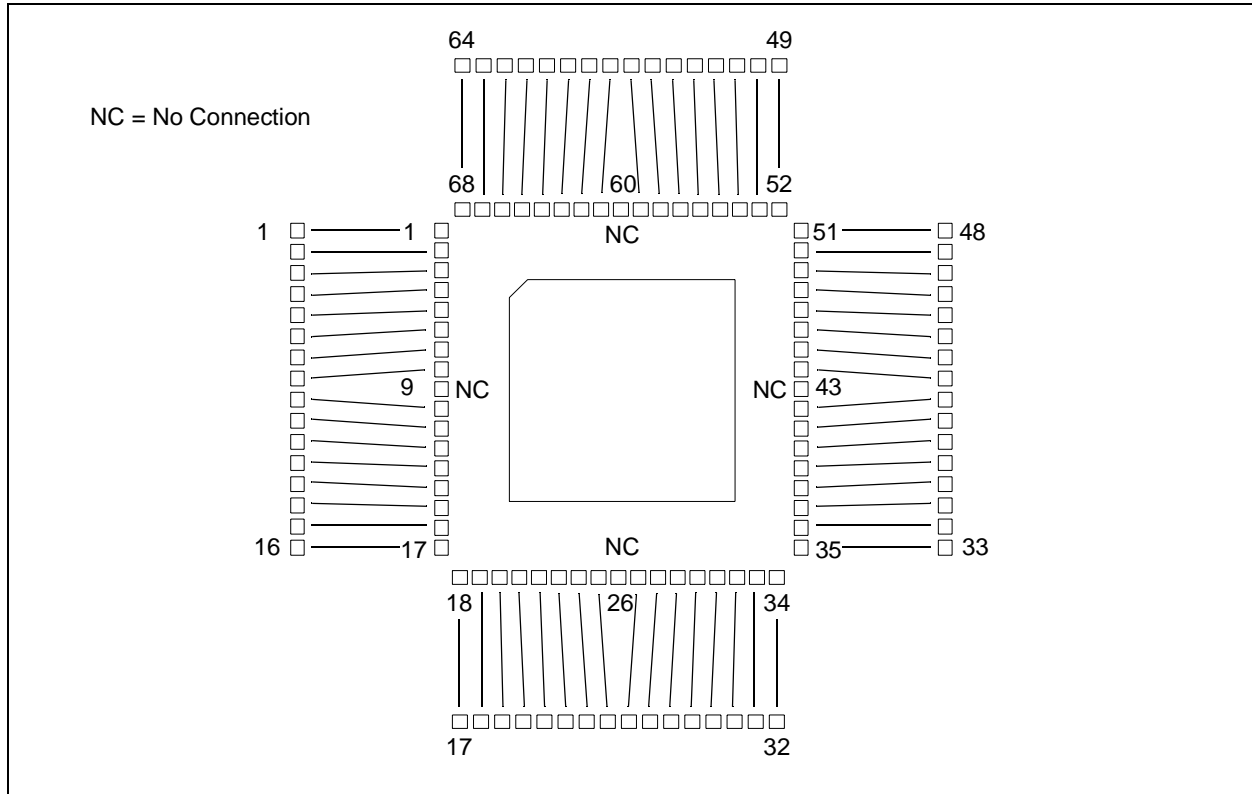 64 49
NC = No Connection
68 60 52
1 1 NC 51 48
9 NC NC 43
16 17 NC 35 33
18 26 34
17 32